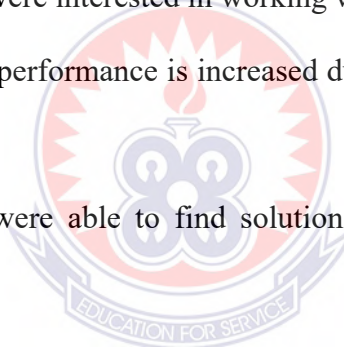 were interested in working
performance is increased
were able to find solution
EDUCATION FOR SERVICE